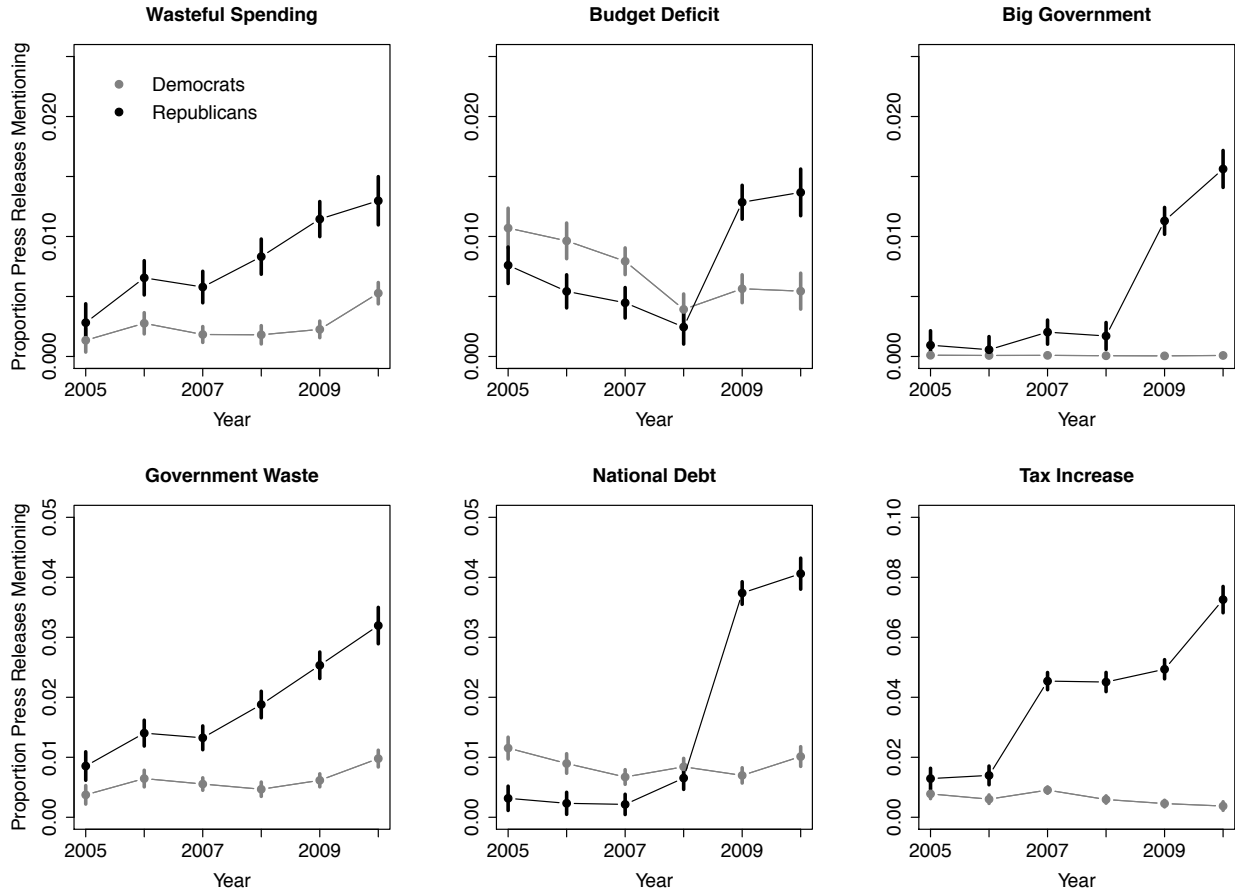 Wasteful Spending
Proportion Press Releases Mentioning
0.000
0.010
0.020
Democrats
Republicans
2005
2007
2009
Year
Budget Deficit
0.000
0.010
0.020
2005
2007
2009
Year
Big Government
0.000
0.010
0.020
2005
2007
2009
Year
Government Waste
Proportion Press Releases Mentioning
0.00
0.01
0.02
0.03
0.04
0.05
2005
2007
2009
Year
National Debt
0.00
0.01
0.02
0.03
0.04
0.05
2005
2007
2009
Year
Tax Increase
0.00
0.02
0.04
0.06
0.08
0.10
2005
2007
2009
Year